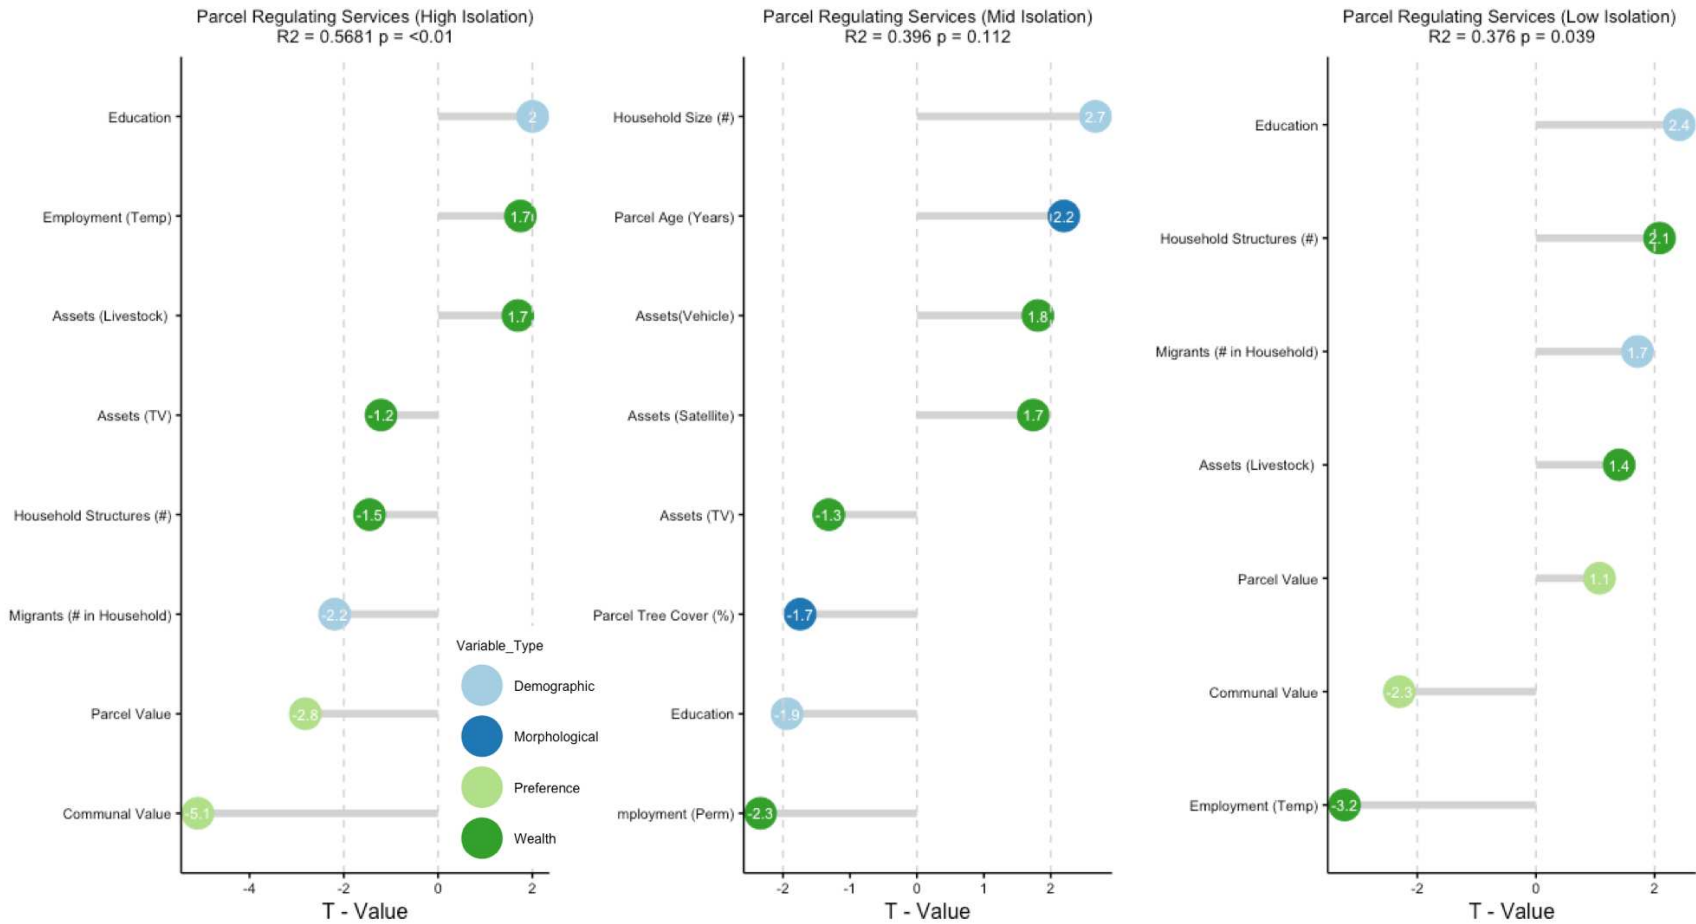 Parcel Regulating Services (High Isolation)
R2 = 0.5681 p = <0.01
Education
2
Employment (Temp)
1.7
Assets (Livestock)
1.7
Assets (TV)
-1.2
Household Structures (#)
-1.5
Migrants (# in Household)
-2.2
Parcel Value
-2.8
Communal Value
-5.1
-4 -2 0 2
T - Value
Variable_Type
Demographic
Morphological
Preference
Wealth
Parcel Regulating Services (Mid Isolation)
R2 = 0.396 p = 0.112
Household Size (#)
2.7
Parcel Age (Years)
2.2
Assets(Vehicle)
1.8
Assets (Satellite)
1.7
Assets (TV)
-1.3
Parcel Tree Cover (%)
-1.7
Education
-1.9
mployment (Perm)
-2.3
-2 -1 0 1 2
T - Value
Parcel Regulating Services (Low Isolation)
R2 = 0.376 p = 0.039
Education
2.4
Household Structures (#)
2.1
Migrants (# in Household)
1.7
Assets (Livestock)
1.4
Parcel Value
1.1
Communal Value
-2.3
Employment (Temp)
-3.2
-2 0 2
T - Value